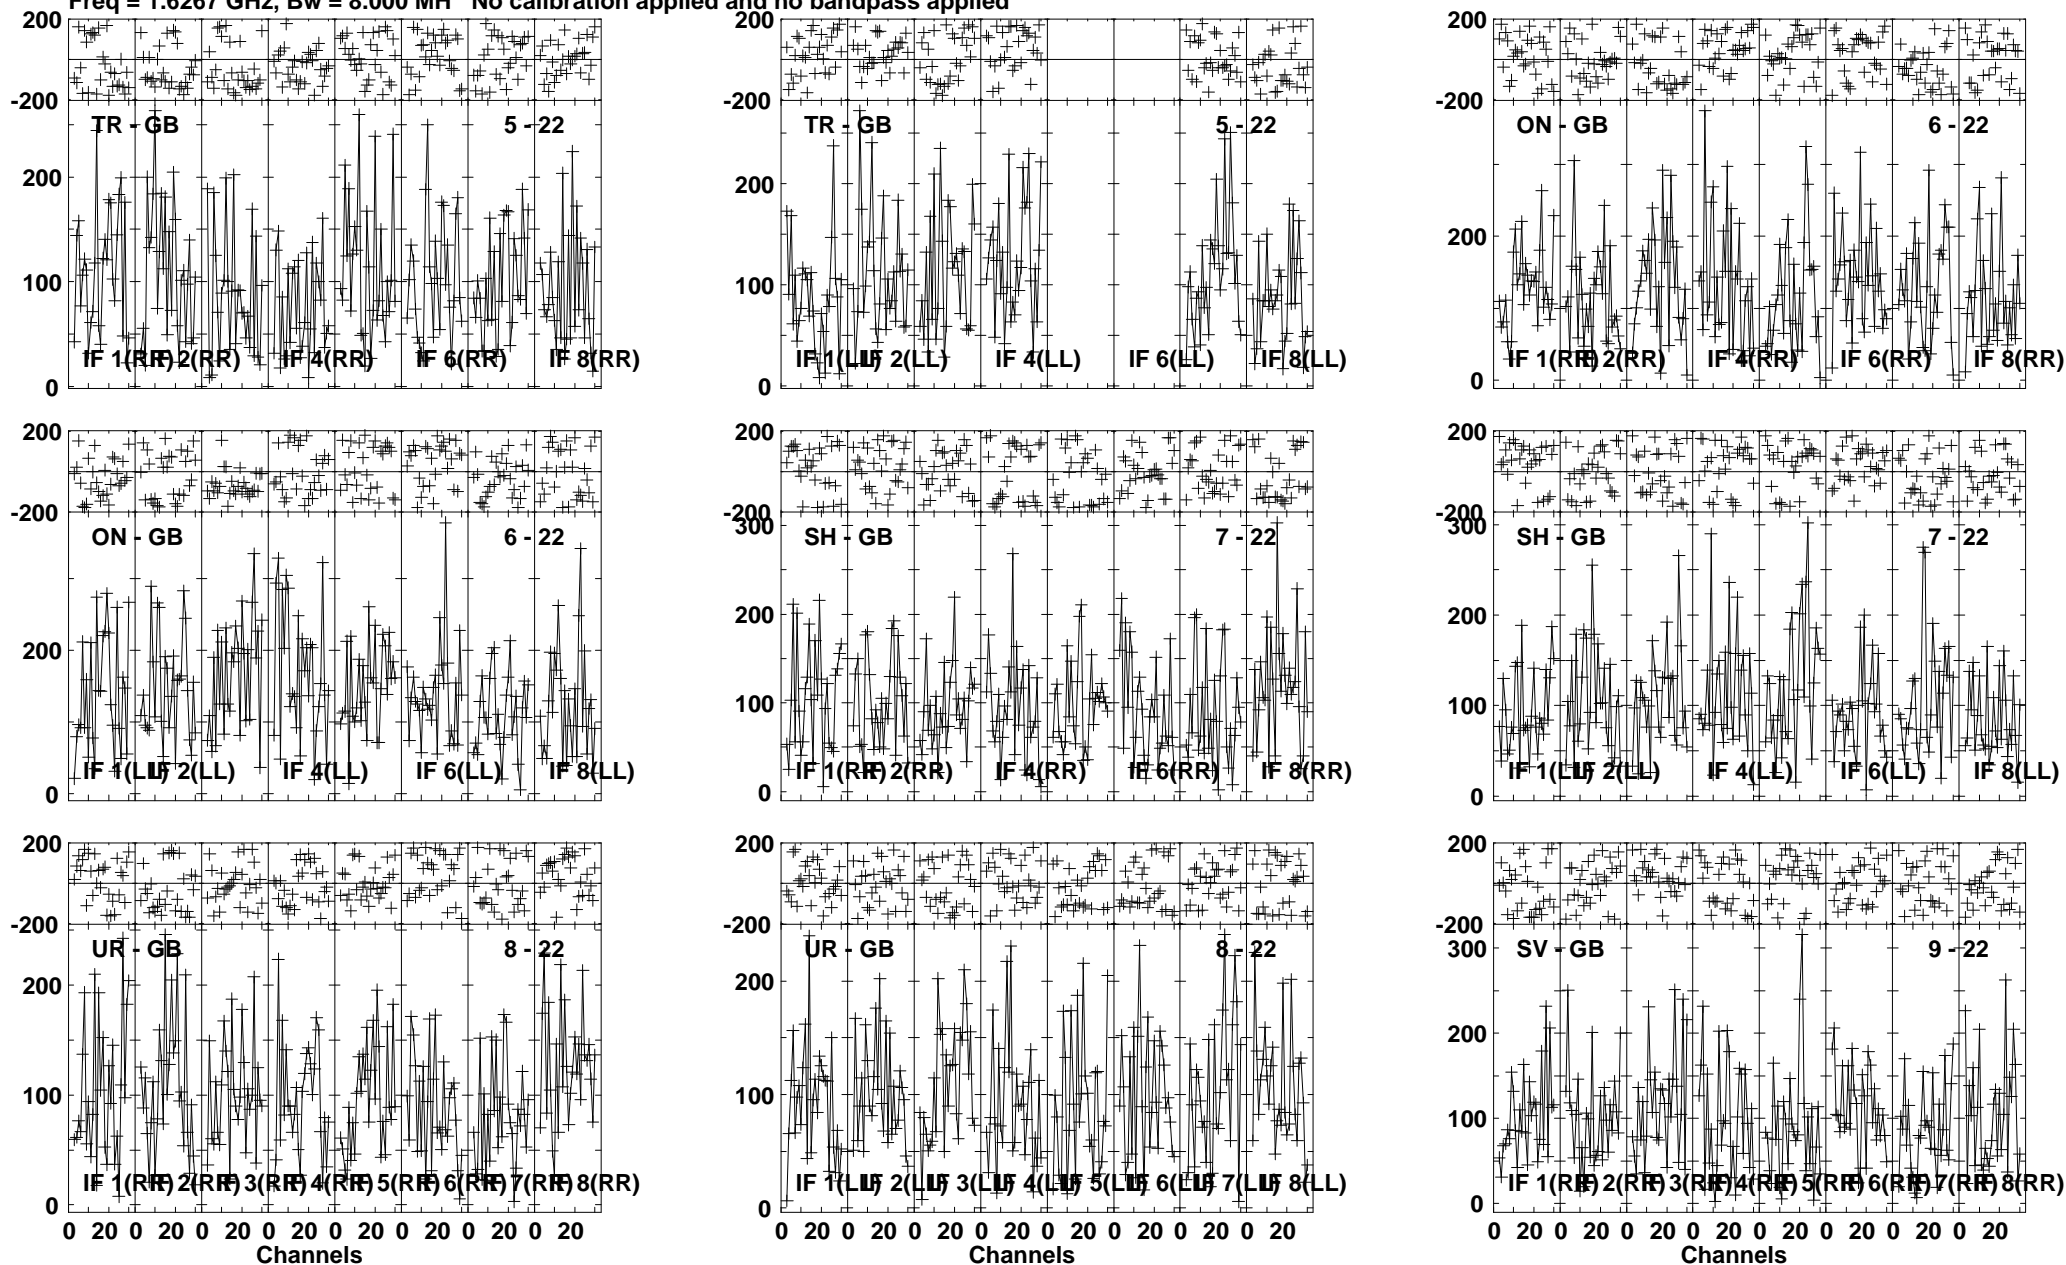 Freq = 1.6267 GHz, Bw = 8.000 MH No calibration applied and no bandpass applied
200
-200
TR - GB 5 - 22
200
100
0
IF 1(RR) IF 2(RR) IF 4(RR) IF 6(RR) IF 8(RR)
TR - GB 5 - 22
200
100
0
IF 1(LL) IF 2(LL) IF 4(LL) IF 6(LL) IF 8(LL)
200
-200
ON - GB 6 - 22
200
0
IF 1(RR) IF 2(RR) IF 4(RR) IF 6(RR) IF 8(RR)
200
-200
ON - GB 6 - 22
200
0
IF 1(LL) IF 2(LL) IF 4(LL) IF 6(LL) IF 8(LL)
200
-200
300
SH - GB 7 - 22
200
100
0
IF 1(RR) IF 2(RR) IF 4(RR) IF 6(RR) IF 8(RR)
200
-200
300
SH - GB 7 - 22
200
100
0
IF 1(LL) IF 2(LL) IF 4(LL) IF 6(LL) IF 8(LL)
200
-200
UR - GB 8 - 22
200
100
0
IF 1(RR) IF 2(RR) IF 3(RR) IF 4(RR) IF 5(RR) IF 6(RR) IF 7(RR) IF 8(RR)
0 20 0 20 0 20 0 20 0 20 0 20 0 20 0 20
Channels
200
-200
UR - GB 8 - 22
200
100
0
IF 1(LL) IF 2(LL) IF 3(LL) IF 4(LL) IF 5(LL) IF 6(LL) IF 7(LL) IF 8(LL)
0 20 0 20 0 20 0 20 0 20 0 20 0 20 0 20
Channels
200
-200
SV - GB 9 - 22
300
200
100
0
IF 1(RR) IF 2(RR) IF 3(RR) IF 4(RR) IF 5(RR) IF 6(RR) IF 7(RR) IF 8(RR)
0 20 0 20 0 20 0 20 0 20 0 20 0 20 0 20
Channels